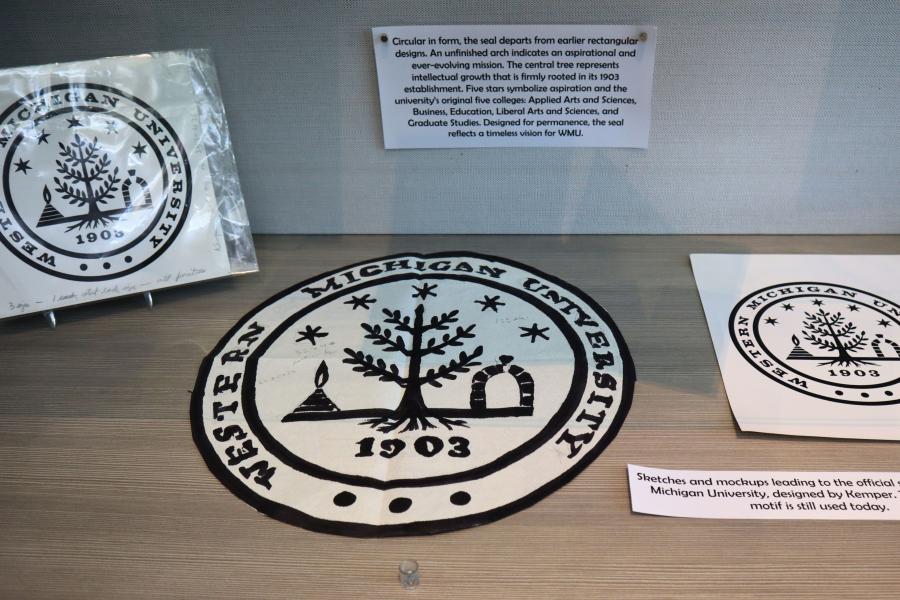 Circular in form, the seal departs from earlier rectangular
designs. An unfinished arch indicates an aspirational and
ever-evolving mission. The central tree represents
intellectual growth that is firmly rooted in its 1903
establishment. Five stars symbolize aspiration and the
university's original five colleges: Applied Arts and Sciences,
Business, Education, Liberal Arts and Sciences, and
Graduate Studies. Designed for permanence, the seal
reflects a timeless vision for WMU.
WESTERN MICHIGAN UNIVERSITY
1903
WESTERN MICHIGAN UNIVERSITY
1903
WESTERN MICHIGAN UN
1903
Sketches and mockups leading to the official
Michigan University, designed by Kemper.
motif is still used today.